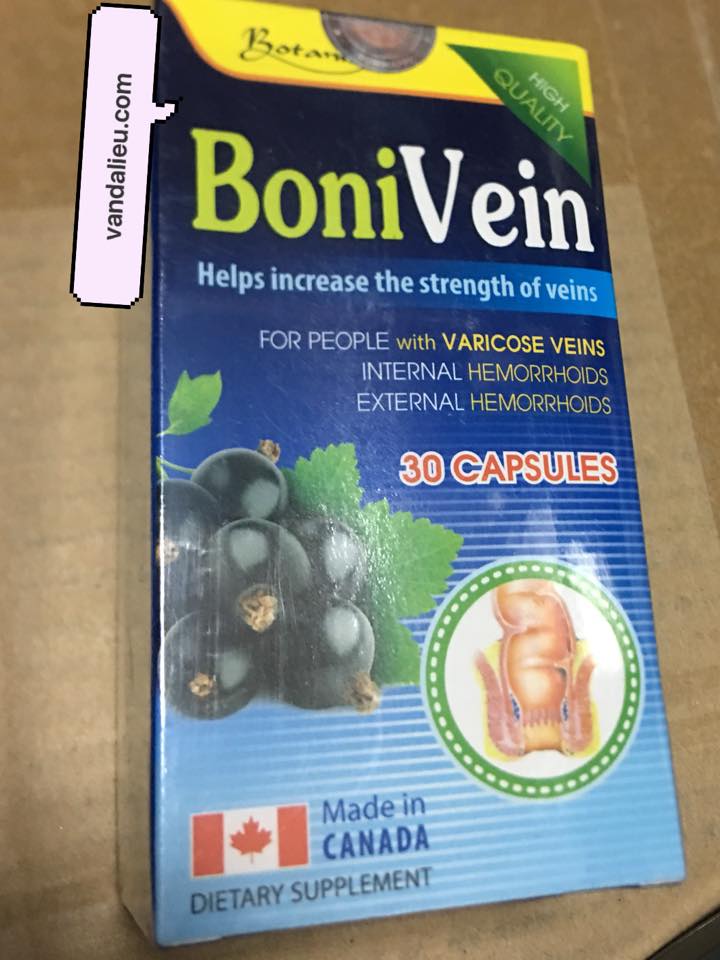 vandalieu.com
HIGH
QUALITY
BoniVein
Helps increase the strength of veins
FOR PEOPLE with VARICOSE VEINS
INTERNAL HEMORRHOIDS
EXTERNAL HEMORRHOIDS
30 CAPSULES
Made in
CANADA
DIETARY SUPPLEMENT